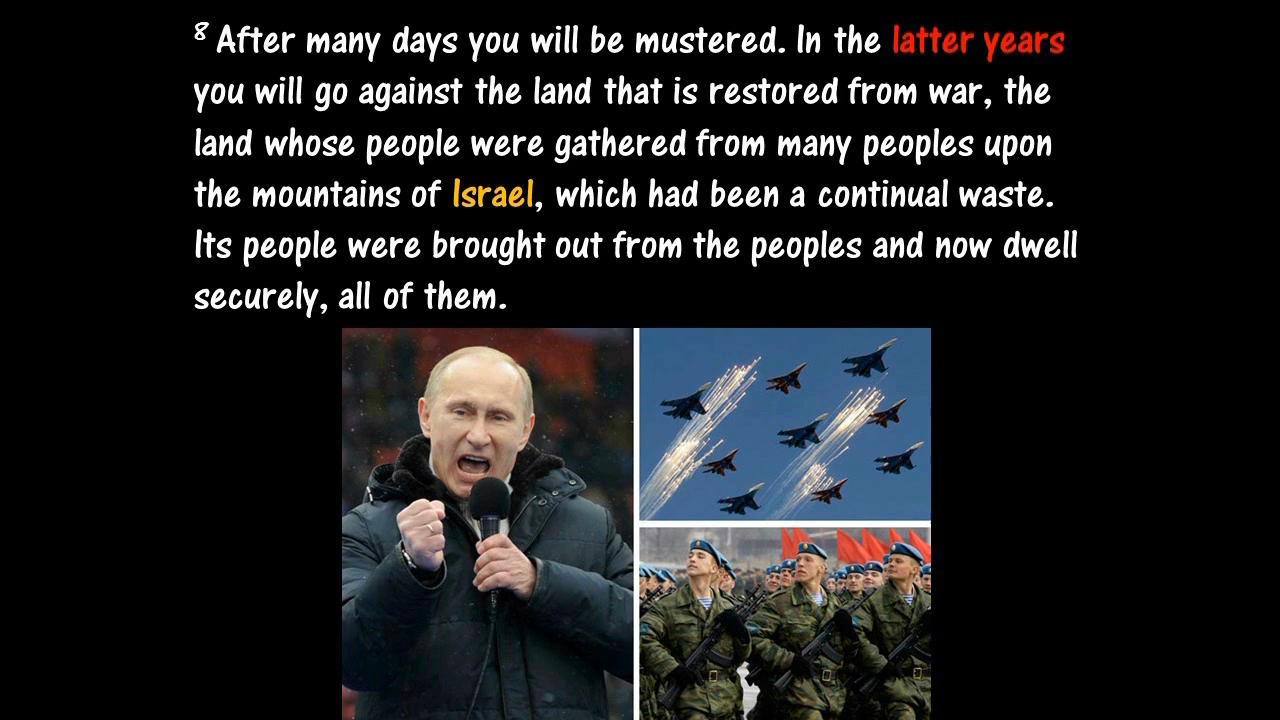 8 After many days you will be mustered. In the latter years
you will go against the land that is restored from war, the
land whose people were gathered from many peoples upon
the mountains of Israel, which had been a continual waste.
Its people were brought out from the peoples and now dwell
securely, all of them.